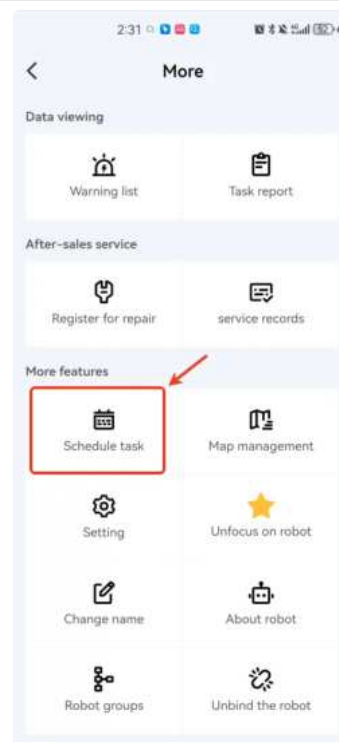 2:31
More
Data viewing
Warning list
Task report
After-sales service
Register for repair
service records
More features
Schedule task
Map management
Setting
Unfocus on robot
Change name
About robot
Robot groups
Unbind the robot